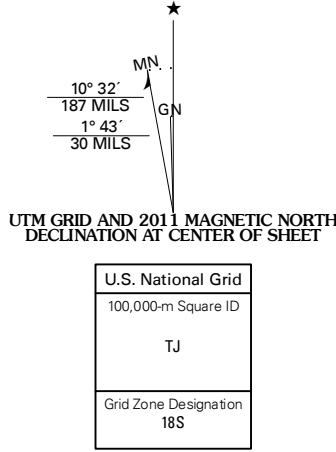 ★
MN
GN
10° 32´
187 MILS
1° 43´
30 MILS
UTM GRID AND 2011 MAGNETIC NORTH
DECLINATION AT CENTER OF SHEET
U.S. National Grid
100,000-m Square ID
TJ
Grid Zone Designation
18S